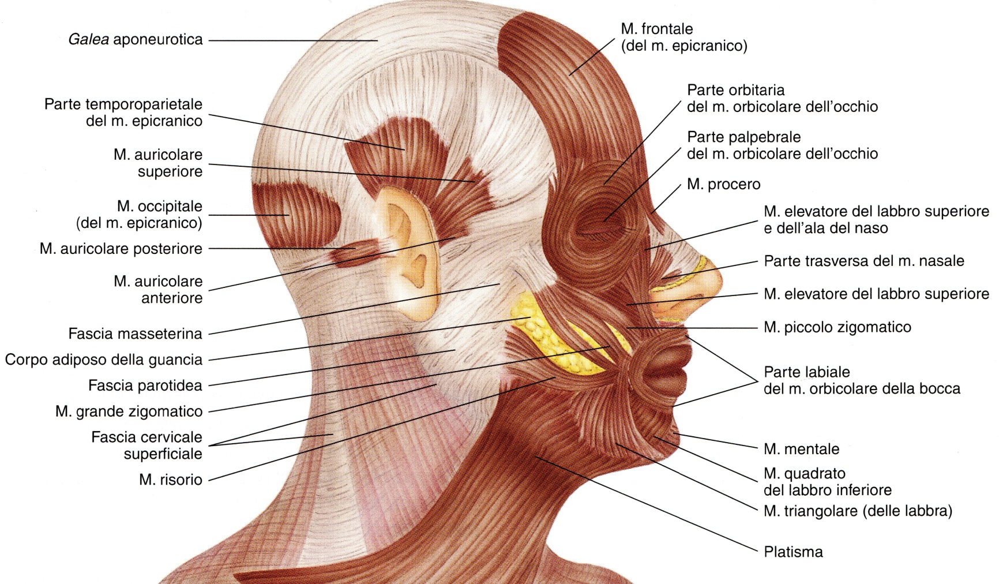 Galea aponeurotica
Parte temporoparietale
del m. epicranico
M. auricolare
superiore
M. occipitale
(del m. epicranico)
M. auricolare posteriore
M. auricolare
anteriore
Fascia masseterina
Corpo adiposo della guancia
Fascia parotidea
M. grande zigomatico
Fascia cervicale
superficiale
M. risorio
M. frontale
(del m. epicranico)
Parte orbitaria
del m. orbicolare dell'occhio
Parte palpebrale
del m. orbicolare dell'occhio
M. procero
M. elevatore del labbro superiore
e dell'ala del naso
Parte trasversa del m. nasale
M. elevatore del labbro superiore
M. piccolo zigomatico
Parte labiale
del m. orbicolare della bocca
M. mentale
M. quadrato
del labbro inferiore
M. triangolare (delle labbra)
Platisma